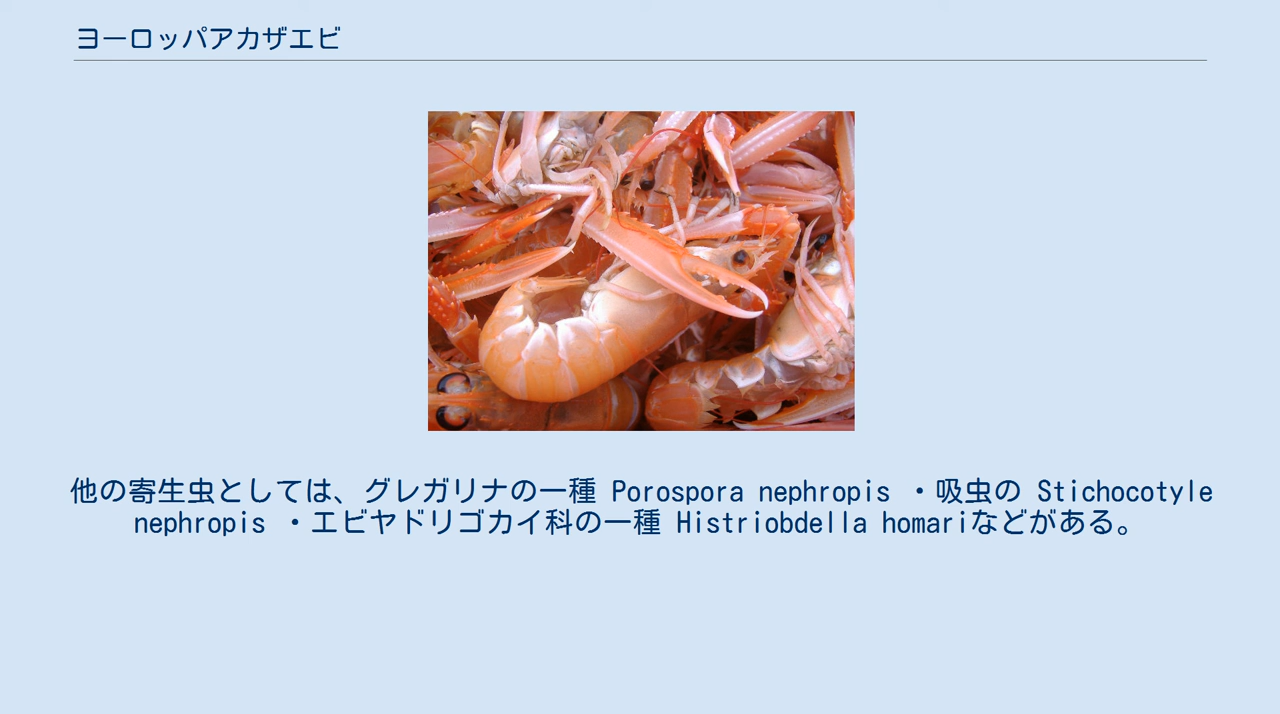 ヨーロッパアカザエビ
他の寄生虫としては、グレガリナの一種 Porospora nephropis ・吸虫の Stichocotyle
nephropis ・エビヤドリゴカイ科の一種 Histriobdella homariなどがある。